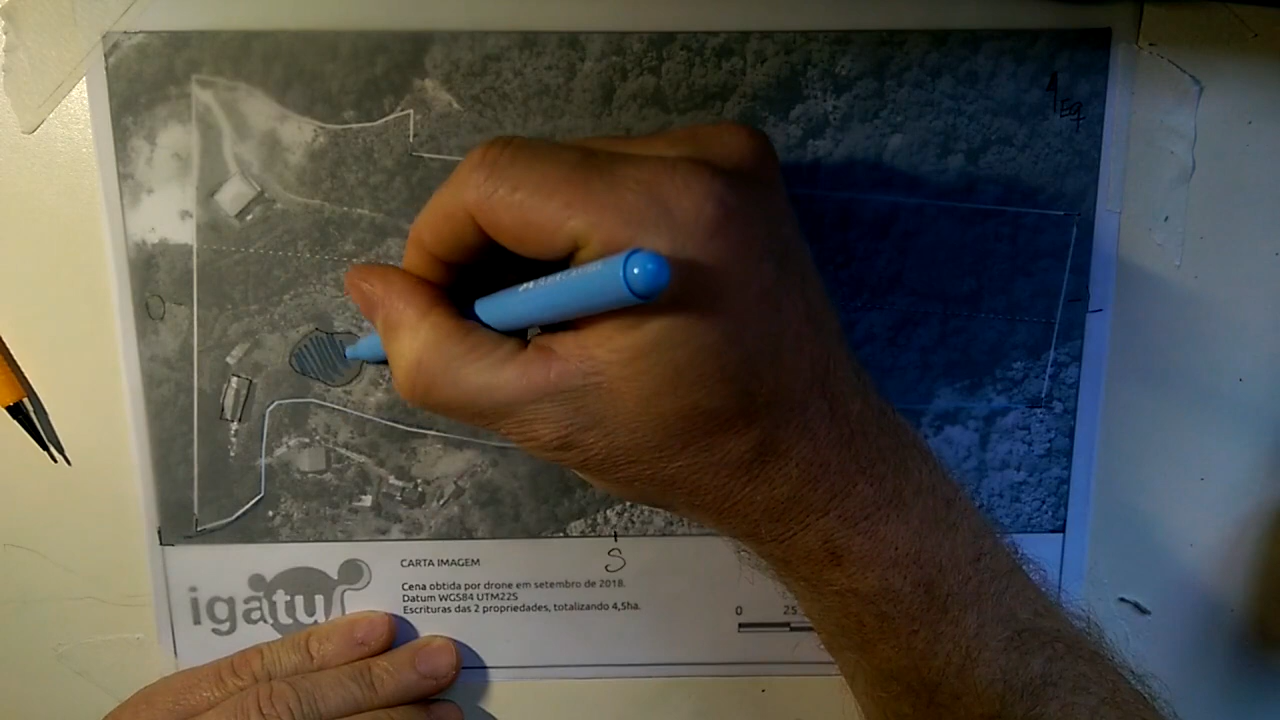 S
igatu
CARTA IMAGEM
Cena obtida por drone em setembro de 2018.
Datum WGS84 UTM22S
Escrituras das 2 propriedades, totalizando 4,5ha.
0 25